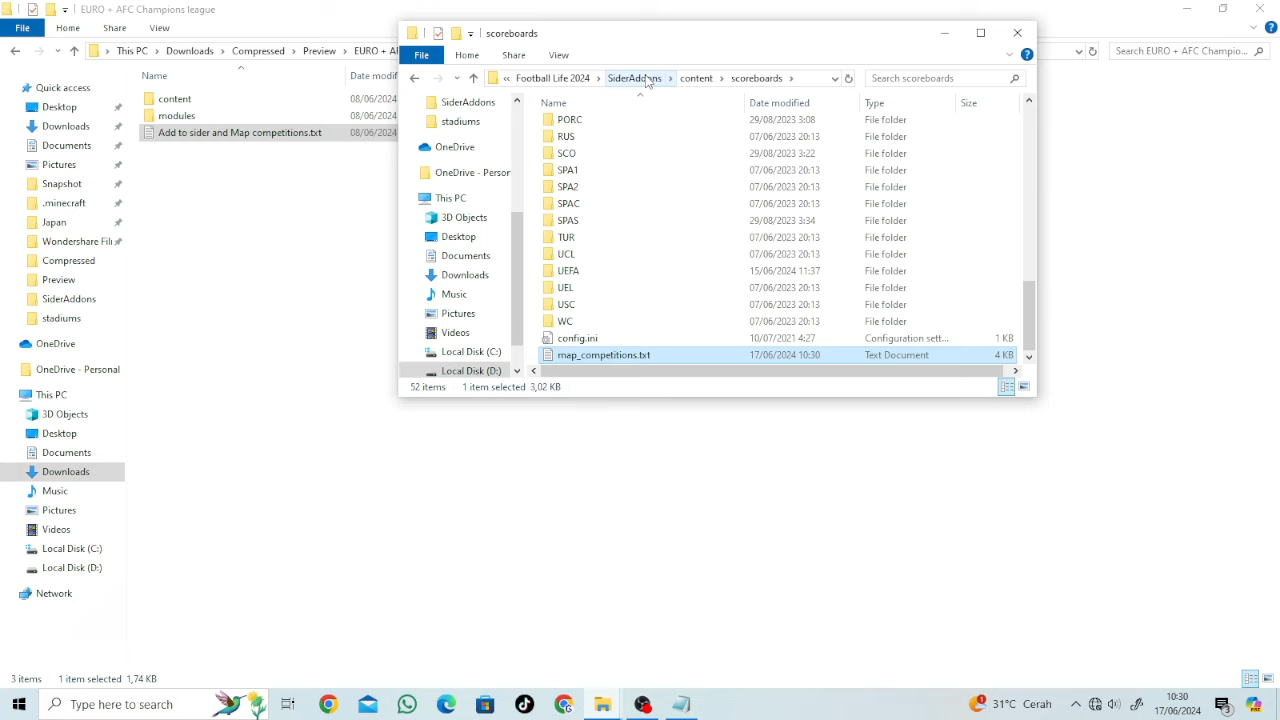 EURO + AFC Champions league
File Home Share View
This PC > Downloads > Compressed > Preview > EURO + AF
Search EURO + AFC Champio...
Name Date modif
content 08/06/2024
modules 08/06/2024
Add to sider and Map competitions.txt 08/06/2024
Quick access
Desktop
Downloads
Documents
Pictures
Snapshot
.minecraft
Japan
Wondershare Fil
Compressed
Preview
SiderAddons
stadiums
OneDrive
OneDrive - Personal
This PC
3D Objects
Desktop
Documents
Downloads
Music
Pictures
Videos
Local Disk (C:)
Local Disk (D:)
Network
3 items 1 item selected 1,74 KB
scoreboards
File Home Share View
« Football Life 2024 > SiderAddons > content > scoreboards >
Search scoreboards
SiderAddons
stadiums
OneDrive
OneDrive - Person
This PC
3D Objects
Desktop
Documents
Downloads
Music
Pictures
Videos
Local Disk (C:)
Local Disk (D:)
Name Date modified Type Size
PORC 29/08/2023 3:08 File folder
RUS 07/06/2023 20:13 File folder
SCO 29/08/2023 3:22 File folder
SPA1 07/06/2023 20:13 File folder
SPA2 07/06/2023 20:13 File folder
SPAC 07/06/2023 20:13 File folder
SPAS 29/08/2023 3:34 File folder
TUR 07/06/2023 20:13 File folder
UCL 07/06/2023 20:13 File folder
UEFA 15/06/2024 11:37 File folder
UEL 07/06/2023 20:13 File folder
USC 07/06/2023 20:13 File folder
WC 07/06/2023 20:13 File folder
config.ini 10/07/2021 4:27 Configuration sett... 1 KB
map_competitions.txt 17/06/2024 10:30 Text Document 4 KB
52 items 1 item selected 3,02 KB
Type here to search
31°C Cerah
10:30
17/06/2024
3